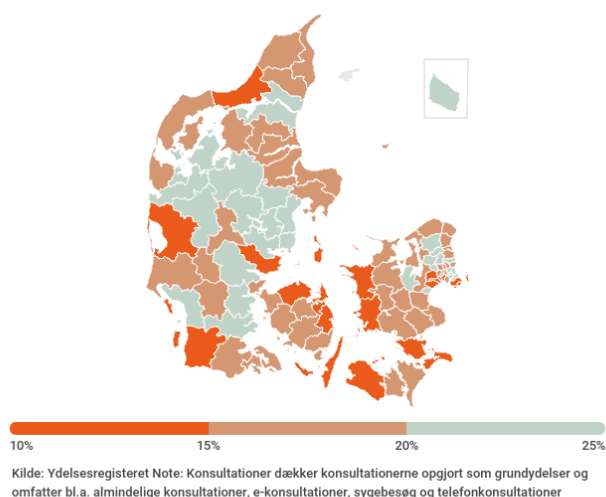 10%
15%
20%
25%
Kilde: Ydelsesregisteret Note: Konsultationer dækker konsultationerne opgjort som grundydelser og
omfatter bl.a. almindelige konsultationer, e-konsultationer, sygebesøg og telefonkonsultationer